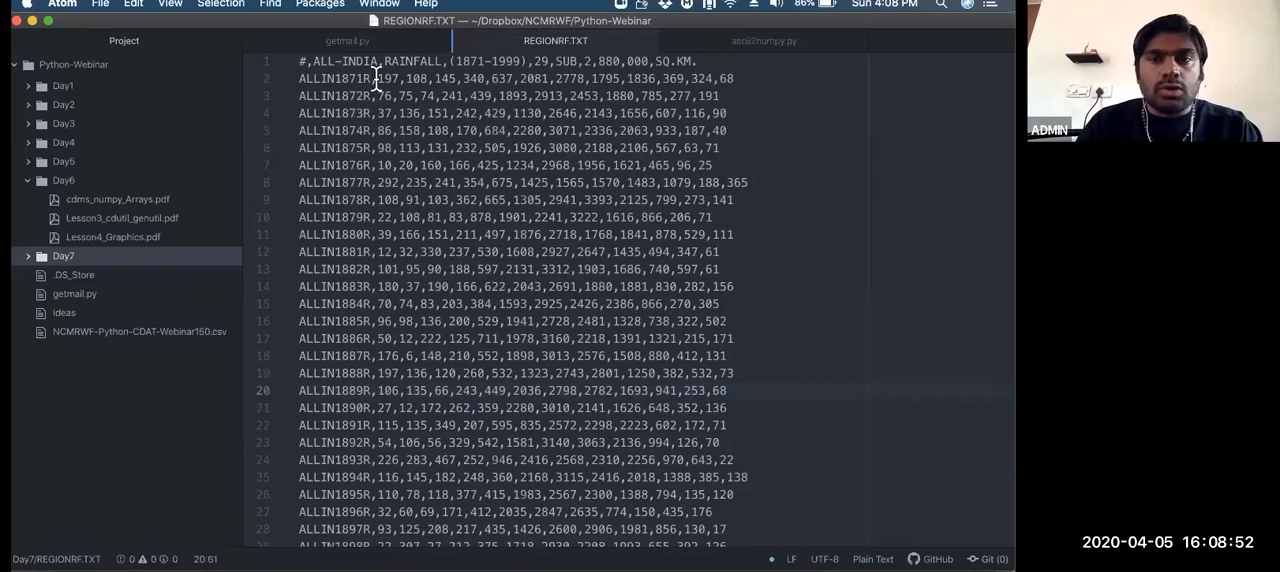 Atom File Edit View Selection Find Packages Window Help 86% Sun 4:08 PM
REGIONRF.TXT — ~/Dropbox/NCMRWF/Python-Webinar
Project getmail.py REGIONRF.TXT ascii2numpy.py
Python-Webinar
Day1
Day2
Day3
Day4
Day5
Day6
cdms_numpy_Arrays.pdf
Lesson3_cdutil_genutil.pdf
Lesson4_Graphics.pdf
Day7
.DS_Store
getmail.py
ideas
NCMRWF-Python-CDAT-Webinar150.csv
1 #,ALL-INDIA,RAINFALL,(1871-1999),29,SUB,2,880,000,SQ.KM.
2 ALLIN1871R,197,108,145,340,637,2081,2778,1795,1836,369,324,68
3 ALLIN1872R,76,75,74,241,439,1893,2913,2453,1880,785,277,191
4 ALLIN1873R,37,136,151,242,429,1130,2646,2143,1656,607,116,90
5 ALLIN1874R,86,158,108,170,684,2280,3071,2336,2063,933,187,40
6 ALLIN1875R,98,113,131,232,505,1926,3080,2188,2106,567,63,71
7 ALLIN1876R,10,20,160,166,425,1234,2968,1956,1621,465,96,25
8 ALLIN1877R,292,235,241,354,675,1425,1565,1570,1483,1079,188,365
9 ALLIN1878R,108,91,103,362,665,1305,2941,3393,2125,799,273,141
10 ALLIN1879R,22,108,81,83,878,1901,2241,3222,1616,866,206,71
11 ALLIN1880R,39,166,151,211,497,1876,2718,1768,1841,878,529,111
12 ALLIN1881R,12,32,330,237,530,1608,2927,2647,1435,494,347,61
13 ALLIN1882R,101,95,90,188,597,2131,3312,1903,1686,740,597,61
14 ALLIN1883R,180,37,190,166,622,2043,2691,1880,1881,830,282,156
15 ALLIN1884R,70,74,83,203,384,1593,2925,2426,2386,866,270,305
16 ALLIN1885R,96,98,136,200,529,1941,2728,2481,1328,738,322,502
17 ALLIN1886R,50,12,222,125,711,1978,3160,2218,1391,1321,215,171
18 ALLIN1887R,176,6,148,210,552,1898,3013,2576,1508,880,412,131
19 ALLIN1888R,197,136,120,260,532,1323,2743,2801,1250,382,532,73
20 ALLIN1889R,106,135,66,243,449,2036,2798,2782,1693,941,253,68
21 ALLIN1890R,27,12,172,262,359,2280,3010,2141,1626,648,352,136
22 ALLIN1891R,115,135,349,207,595,835,2572,2298,2223,602,172,71
23 ALLIN1892R,54,106,56,329,542,1581,3140,3063,2136,994,126,70
24 ALLIN1893R,226,283,467,252,946,2416,2568,2310,2256,970,643,22
25 ALLIN1894R,116,145,182,248,360,2168,3115,2416,2018,1388,385,138
26 ALLIN1895R,110,78,118,377,415,1983,2567,2300,1388,794,135,120
27 ALLIN1896R,32,60,69,171,412,2035,2847,2635,774,150,435,176
28 ALLIN1897R,93,125,208,217,435,1426,2600,2906,1981,856,130,17
ALLIN1898R,22,307,27,212,375,1718,2930,2208,1993,655,392,126
Day7/REGIONRF.TXT 0 0 0 20:61 LF UTF-8 Plain Text GitHub Git (0)
ADMIN
2020-04-05 16:08:52